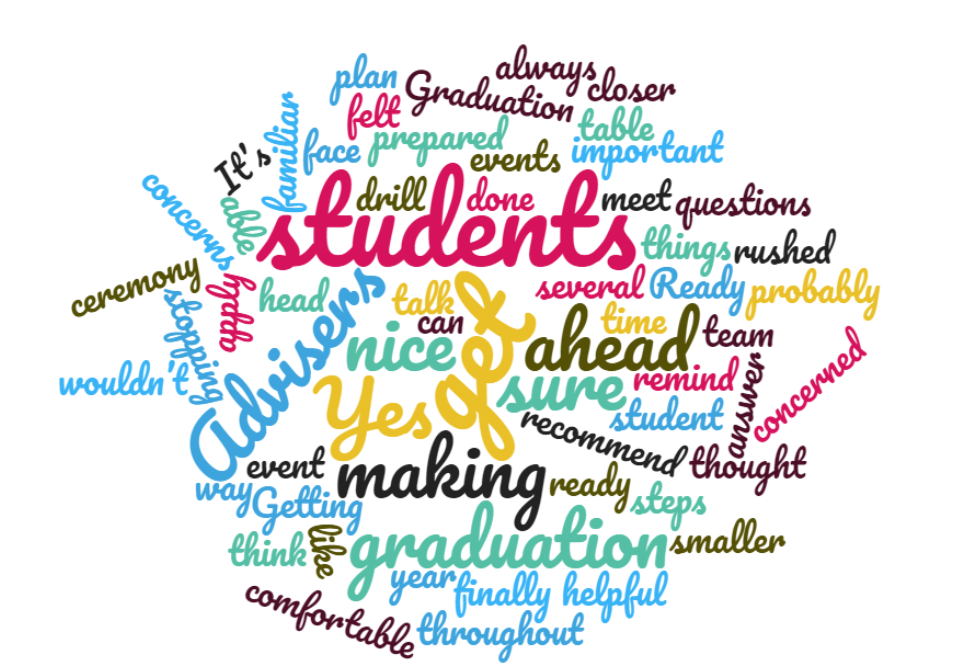 always
plan
closer
Graduation
felt
table
prepared
familiar
It's
face
events
important
drill
done
meet
questions
able
concerns
students
things
rushed
ceremony
happy
head
several
Ready
probably
stopping
talk
can
time
team
Advisers
nice
get
ahead
wouldn't
Yes
sure
remind
answer
concerned
student
recommend
event
making
thought
way
Getting
ready
steps
think
like
graduation
smaller
year
finally
helpful
comfortable
throughout